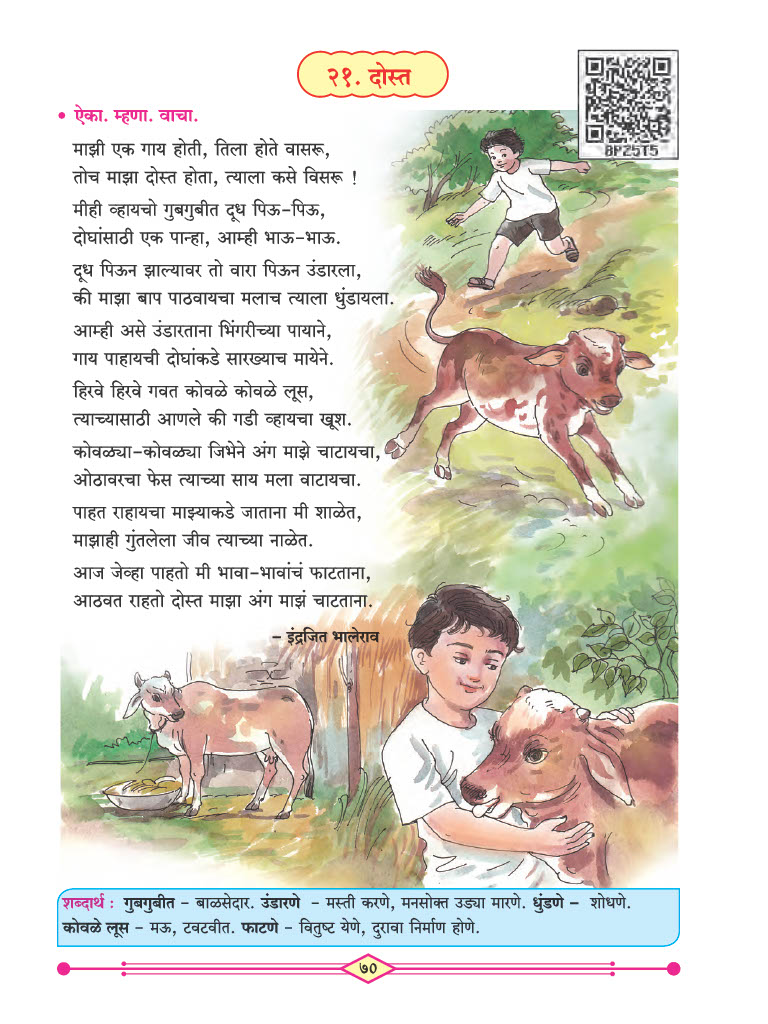 २१. दोस्त
BP25T5
• ऐका. म्हणा. वाचा.
माझी एक गाय होती, तिला होते वासरू,
तोच माझा दोस्त होता, त्याला कसे विसरू !
मीही व्हायचो गुबगुबीत दूध पिऊ-पिऊ,
दोघांसाठी एक पान्हा, आम्ही भाऊ-भाऊ.
दूध पिऊन झाल्यावर तो वारा पिऊन उंडारला,
की माझा बाप पाठवायचा मलाच त्याला धुंडायला.
आम्ही असे उंडारताना भिंगरीच्या पायाने,
गाय पाहायची दोघांकडे सारख्याच मायेने.
हिरवे हिरवे गवत कोवळे कोवळे लूस,
त्याच्यासाठी आणले की गडी व्हायचा खूश.
कोवळ्या-कोवळ्या जिभेने अंग माझे चाटायचा,
ओठावरचा फेस त्याच्या साय मला वाटायचा.
पाहत राहायचा माझ्याकडे जाताना मी शाळेत,
माझाही गुंतलेला जीव त्याच्या नाळेत.
आज जेव्हा पाहतो मी भावा-भावांचं फाटताना,
आठवत राहतो दोस्त माझा अंग माझं चाटताना.
- इंद्रजित भालेराव
शब्दार्थ : गुबगुबीत - बाळसेदार. उंडारणे - मस्ती करणे, मनसोक्त उड्या मारणे. धुंडणे - शोधणे.
कोवळे लूस - मऊ, टवटवीत. फाटणे - वितुष्ट येणे, दुरावा निर्माण होणे.
७०